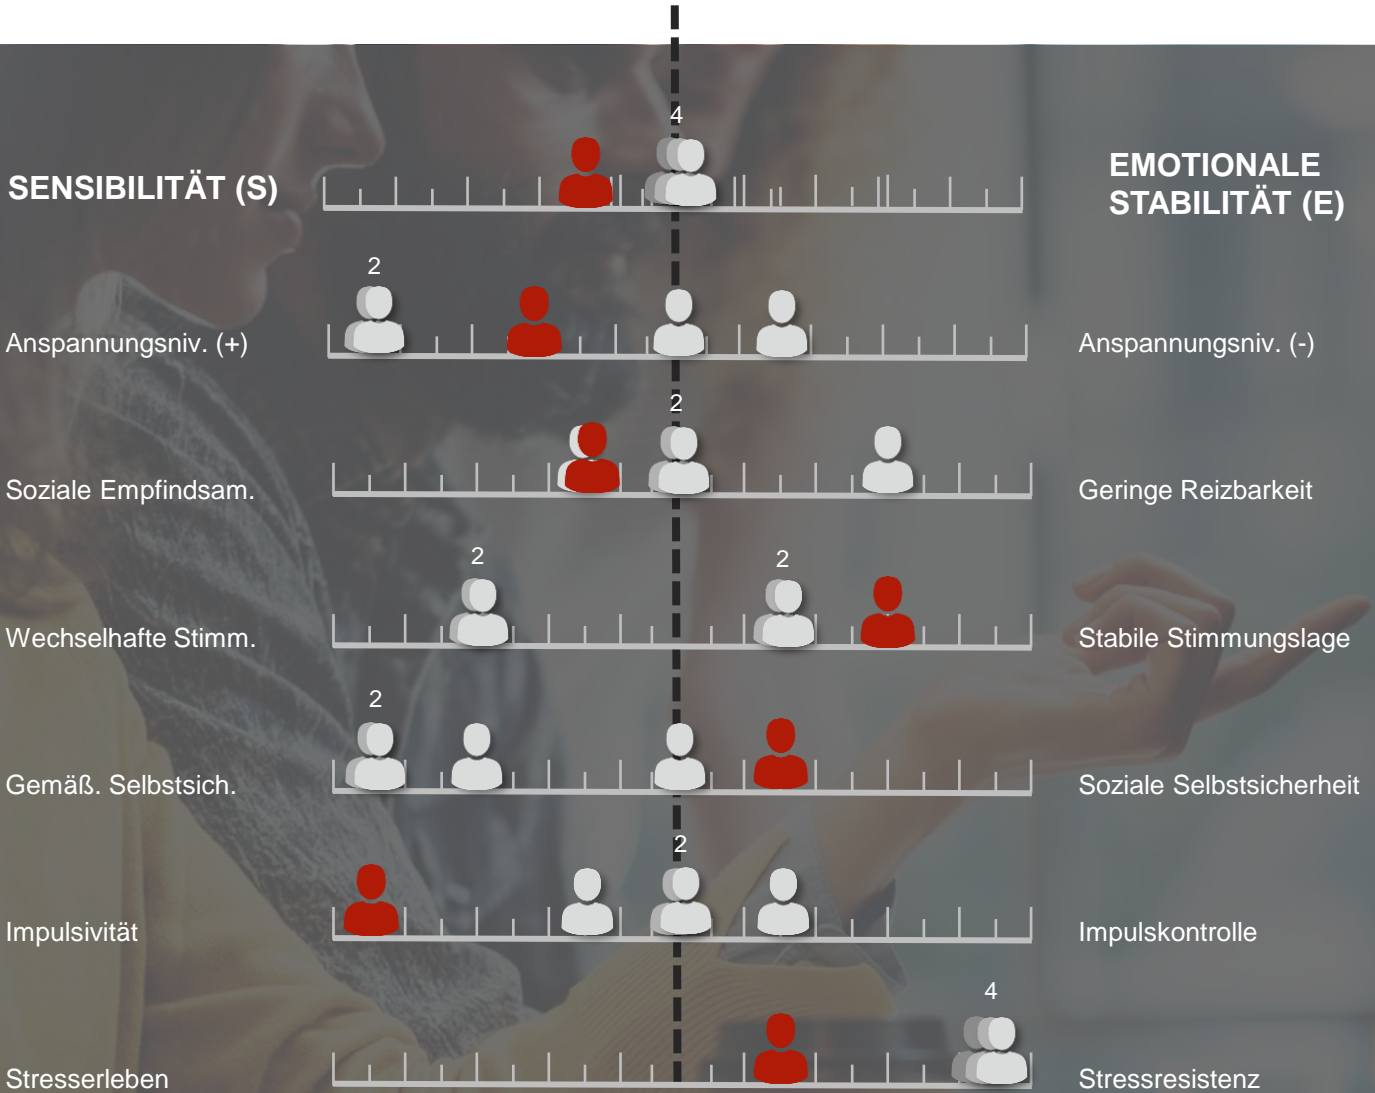 4
SENSIBILITÄT (S)
EMOTIONALE
STABILITÄT (E)
2
Anspannungsniv. (+)
Anspannungsniv. (-)
2
Soziale Empfindsam.
Geringe Reizbarkeit
2
2
Wechselhafte Stimm.
Stabile Stimmungslage
2
Gemäß. Selbstsich.
Soziale Selbstsicherheit
2
Impulsivität
Impulskontrolle
4
Stresserleben
Stressresistenz